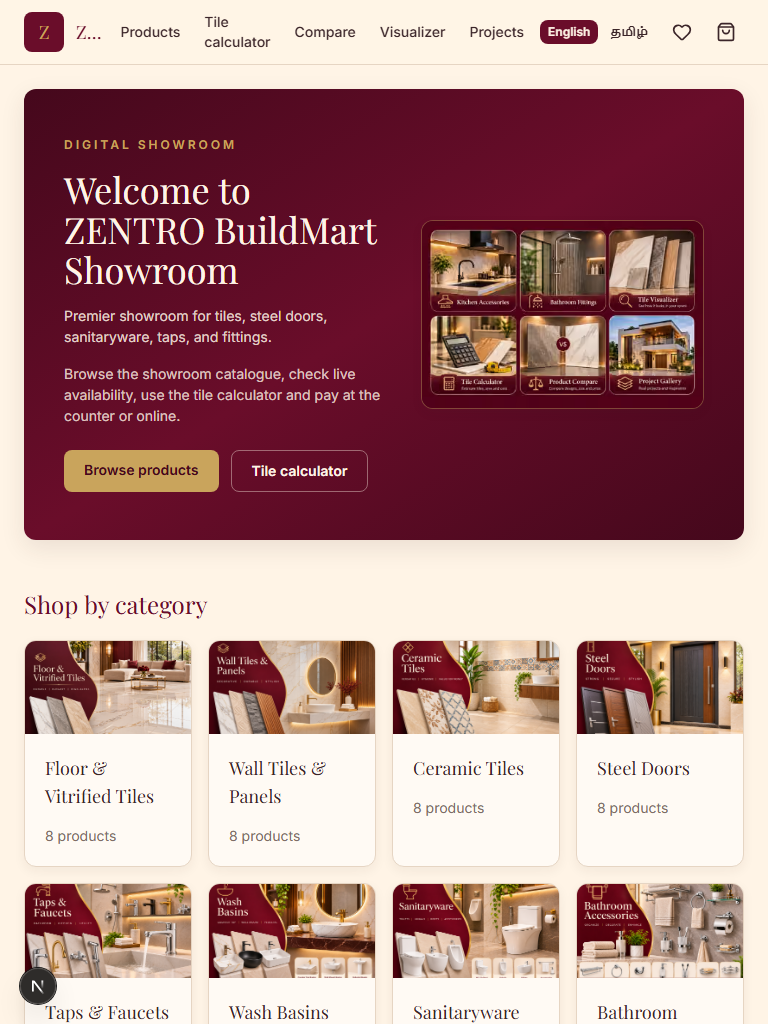 Z
Z...
Products
Tile
calculator
Compare
Visualizer
Projects
English
தமிழ்
DIGITAL SHOWROOM
Welcome to
ZENTRO BuildMart
Showroom
Premier showroom for tiles, steel doors,
sanitaryware, taps, and fittings.
Browse the showroom catalogue, check live
availability, use the tile calculator and pay at the
counter or online.
Browse products
Tile calculator
Kitchen Accessories
Bathroom Fittings
Tile Visualizer
Tile Calculator
VS
Product Compare
Project Gallery
Shop by category
Floor &
Vitrified Tiles
Wall Tiles &
Panels
Ceramic
Tiles
Steel
Doors
Floor &
Vitrified Tiles
8 products
Wall Tiles &
Panels
8 products
Ceramic Tiles
8 products
Steel Doors
8 products
Taps &
Faucets
Wash
Basins
Sanitaryware
Bathroom
Accessories
N
Taps & Faucets
Wash Basins
Sanitaryware
Bathroom